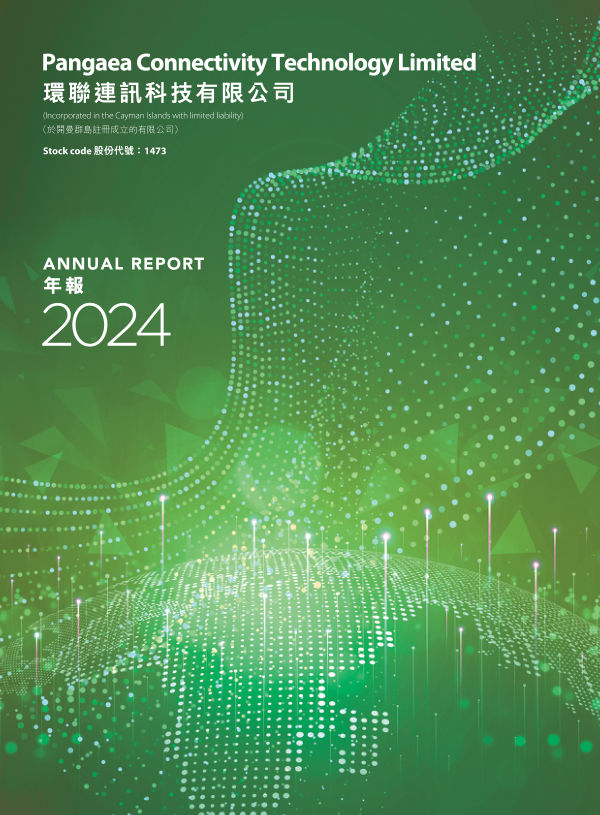 Pangaea Connectivity Technology Limited
環聯連訊科技有限公司
(Incorporated in the Cayman Islands with limited liability)
（於開曼群島註冊成立的有限公司）
Stock code 股份代號：1473
ANNUAL REPORT
年報
2024